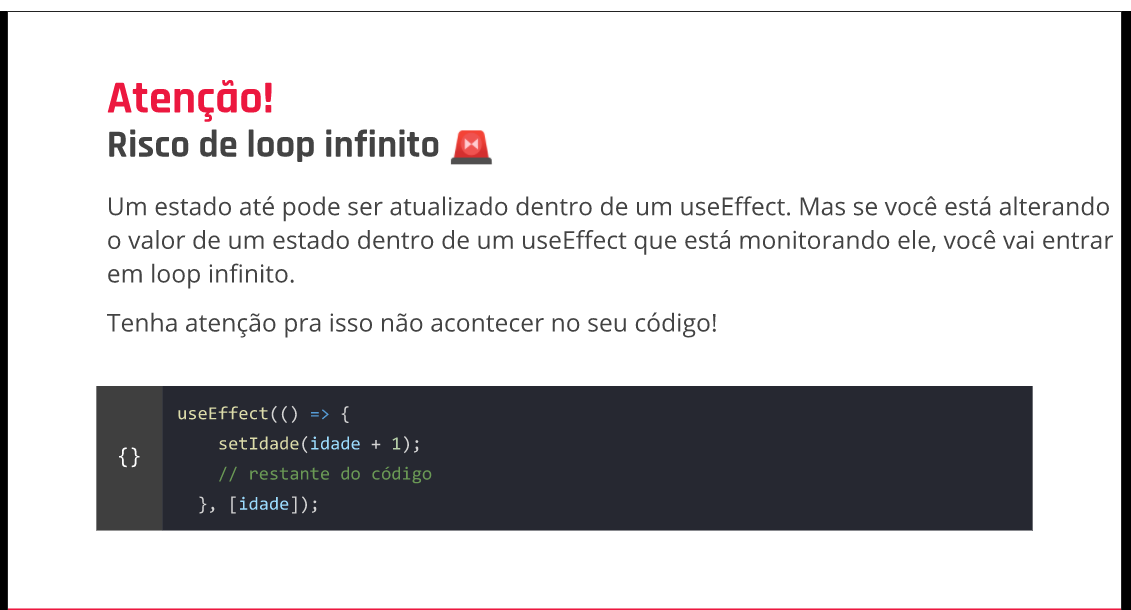 Atenção!
Risco de loop infinito
Um estado até pode ser atualizado dentro de um useEffect. Mas se você está alterando
o valor de um estado dentro de um useEffect que está monitorando ele, você vai entrar
em loop infinito.
Tenha atenção pra isso não acontecer no seu código!
useEffect(() => {
setIdade(idade + 1);
{}
// restante do código
}, [idade]);